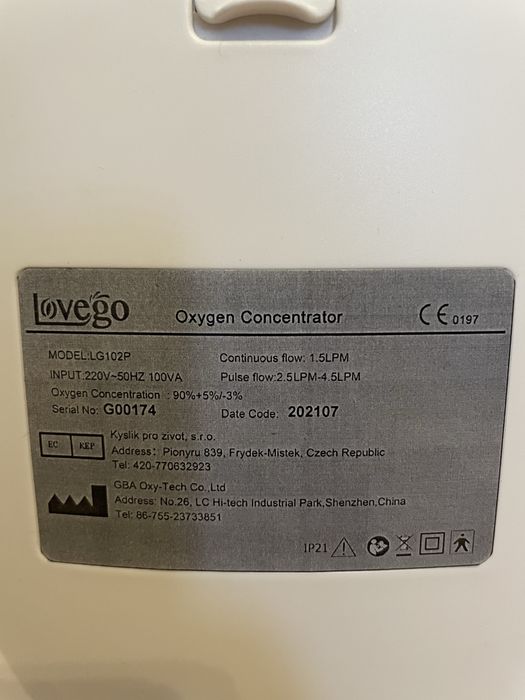 Lovego
Oxygen Concentrator
CE 0197
MODEL:LG102P
Continuous flow: 1.5LPM
INPUT:220V~50HZ 100VA
Pulse flow:2.5LPM-4.5LPM
Oxygen Concentration : 90%+5%/-3%
Serial No: G00174
Date Code: 202107
EC KEP
Kyslik pro zivot, s.r.o.
Address: Pionyru 839, Frydek-Mistek, Czech Republic
Tel: 420-770632923
GBA Oxy-Tech Co.,Ltd
Address: No.26, LC Hi-tech Industrial Park,Shenzhen,China
Tel: 86-755-23733851
IP21